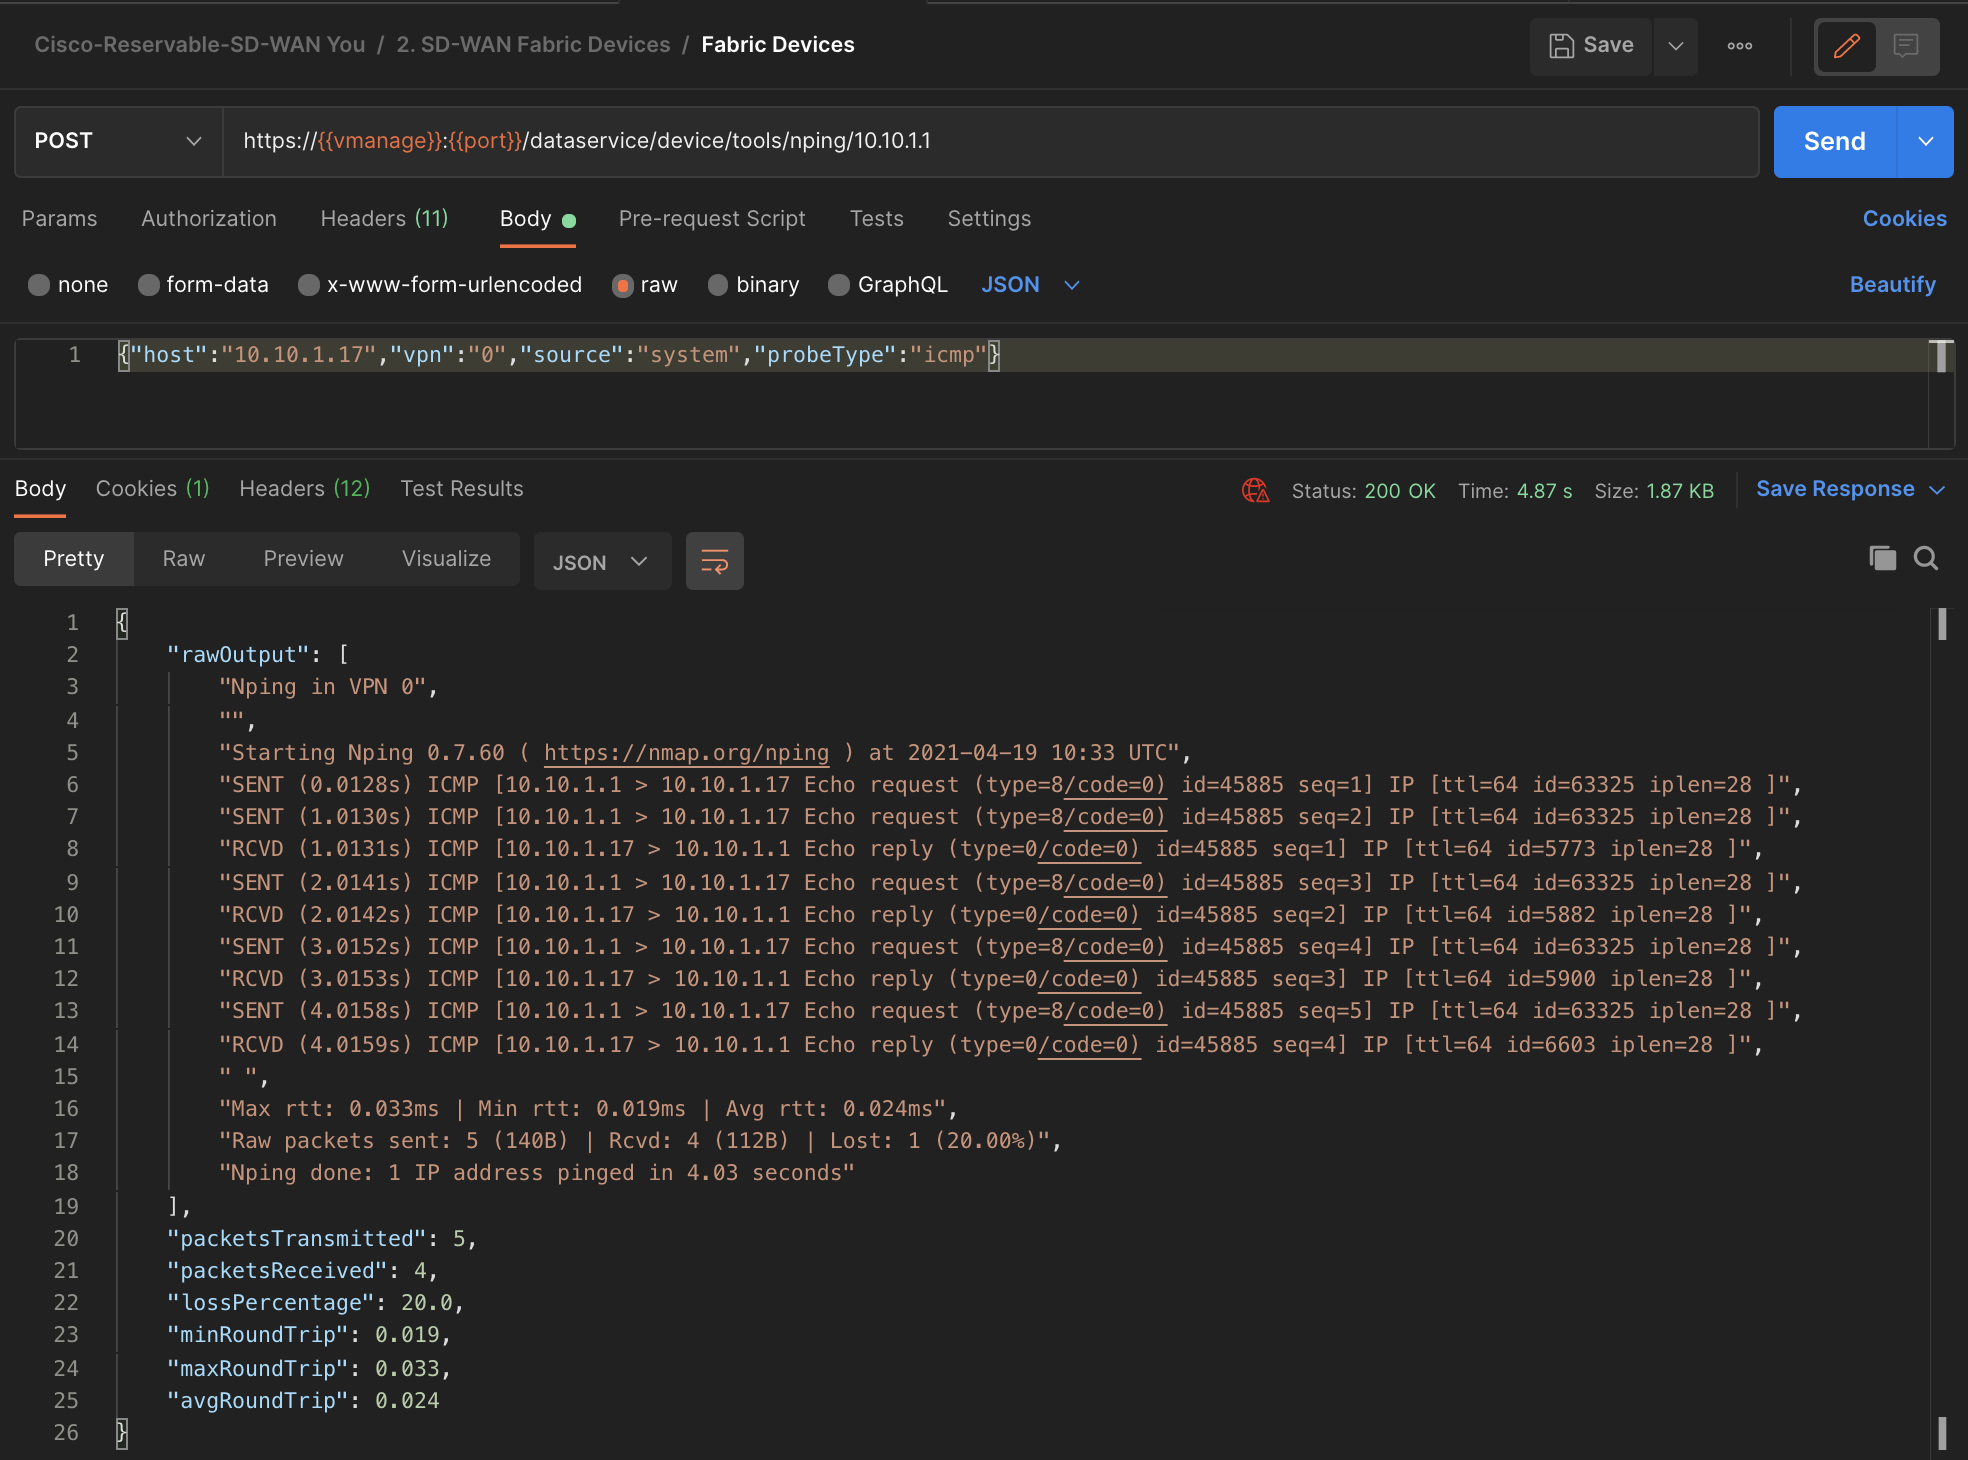 Cisco-Reservable-SD-WAN You / 2. SD-WAN Fabric Devices / Fabric Devices
Save
POST https://{{vmanage}}:{{port}}/dataservice/device/tools/nping/10.10.1.1 Send
Params Authorization Headers (11) Body Pre-request Script Tests Settings Cookies
none form-data x-www-form-urlencoded raw binary GraphQL JSON Beautify
1 {"host":"10.10.1.17","vpn":"0","source":"system","probeType":"icmp"}
Body Cookies (1) Headers (12) Test Results Status: 200 OK Time: 4.87 s Size: 1.87 KB Save Response
Pretty Raw Preview Visualize JSON
1 {
2 "rawOutput": [
3 "Nping in VPN 0",
4 "",
5 "Starting Nping 0.7.60 ( https://nmap.org/nping ) at 2021-04-19 10:33 UTC",
6 "SENT (0.0128s) ICMP [10.10.1.1 > 10.10.1.17 Echo request (type=8/code=0) id=45885 seq=1] IP [ttl=64 id=63325 iplen=28 ]",
7 "SENT (1.0130s) ICMP [10.10.1.1 > 10.10.1.17 Echo request (type=8/code=0) id=45885 seq=2] IP [ttl=64 id=63325 iplen=28 ]",
8 "RCVD (1.0131s) ICMP [10.10.1.17 > 10.10.1.1 Echo reply (type=0/code=0) id=45885 seq=1] IP [ttl=64 id=5773 iplen=28 ]",
9 "SENT (2.0141s) ICMP [10.10.1.1 > 10.10.1.17 Echo request (type=8/code=0) id=45885 seq=3] IP [ttl=64 id=63325 iplen=28 ]",
10 "RCVD (2.0142s) ICMP [10.10.1.17 > 10.10.1.1 Echo reply (type=0/code=0) id=45885 seq=2] IP [ttl=64 id=5882 iplen=28 ]",
11 "SENT (3.0152s) ICMP [10.10.1.1 > 10.10.1.17 Echo request (type=8/code=0) id=45885 seq=4] IP [ttl=64 id=63325 iplen=28 ]",
12 "RCVD (3.0153s) ICMP [10.10.1.17 > 10.10.1.1 Echo reply (type=0/code=0) id=45885 seq=3] IP [ttl=64 id=5900 iplen=28 ]",
13 "SENT (4.0158s) ICMP [10.10.1.1 > 10.10.1.17 Echo request (type=8/code=0) id=45885 seq=5] IP [ttl=64 id=63325 iplen=28 ]",
14 "RCVD (4.0159s) ICMP [10.10.1.17 > 10.10.1.1 Echo reply (type=0/code=0) id=45885 seq=4] IP [ttl=64 id=6603 iplen=28 ]",
15 " ",
16 "Max rtt: 0.033ms | Min rtt: 0.019ms | Avg rtt: 0.024ms",
17 "Raw packets sent: 5 (140B) | Rcvd: 4 (112B) | Lost: 1 (20.00%)",
18 "Nping done: 1 IP address pinged in 4.03 seconds"
19 ],
20 "packetsTransmitted": 5,
21 "packetsReceived": 4,
22 "lossPercentage": 20.0,
23 "minRoundTrip": 0.019,
24 "maxRoundTrip": 0.033,
25 "avgRoundTrip": 0.024
26 }